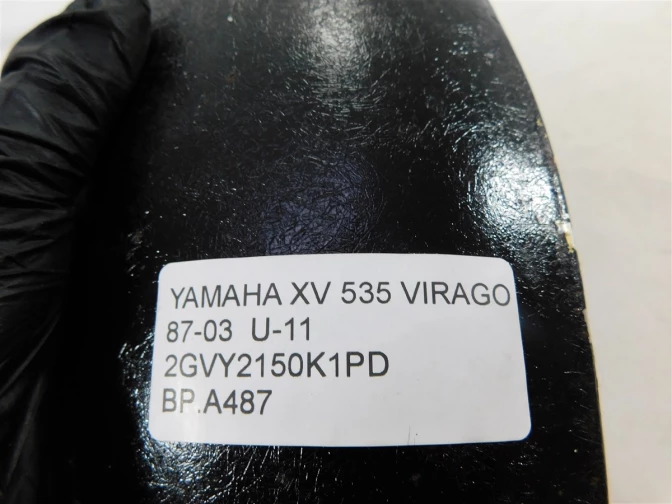 YAMAHA XV 535 VIRAGO
87-03 U-11
2GVY2150K1PD
BP.A487